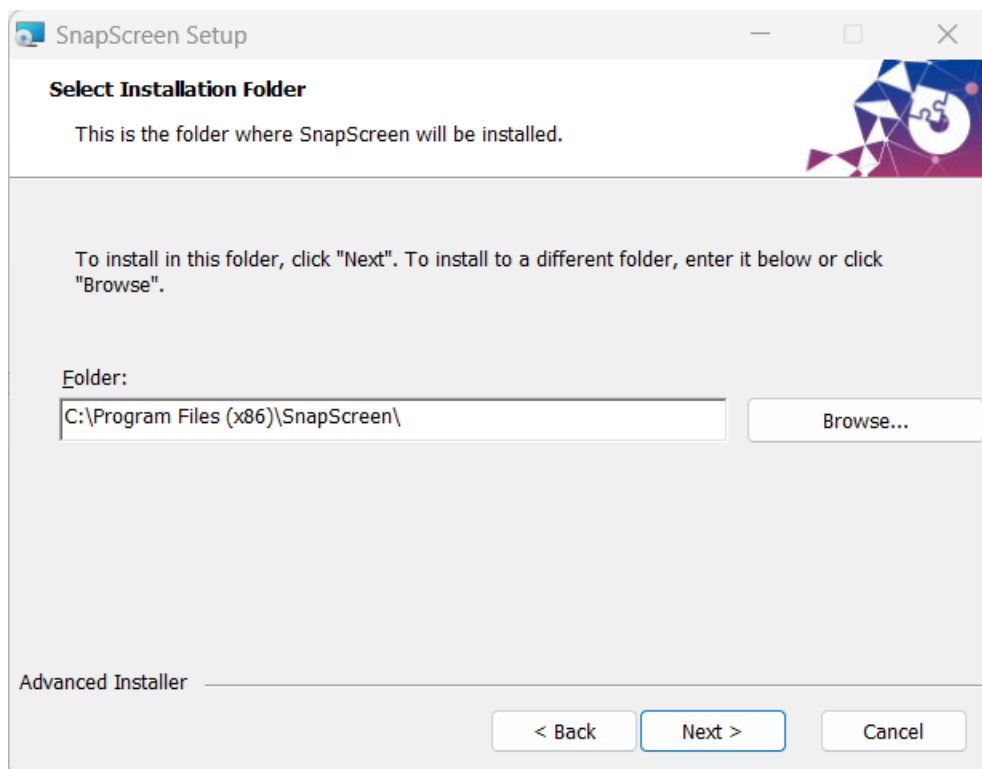 SnapScreen Setup
Select Installation Folder
This is the folder where SnapScreen will be installed.
To install in this folder, click "Next". To install to a different folder, enter it below or click
"Browse".
Folder:
C:\Program Files (x86)\SnapScreen\
Browse...
Advanced Installer
< Back
Next >
Cancel